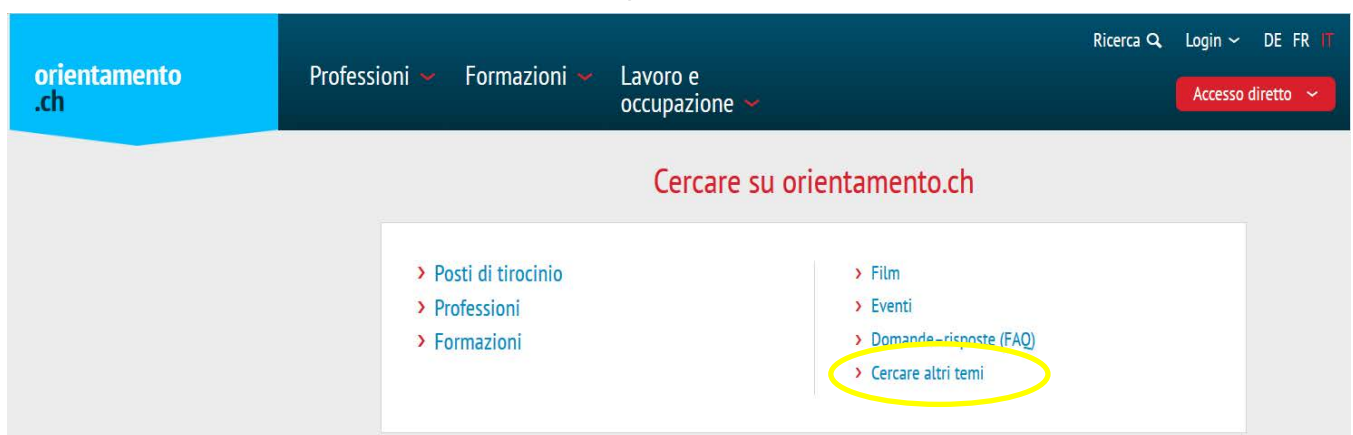 Ricerca Login DE FR IT
orientamento
.ch
Professioni Formazioni Lavoro e
occupazione
Accesso diretto
Cercare su orientamento.ch
Posti di tirocinio
Professioni
Formazioni
Film
Eventi
Domande–risposte (FAQ)
Cercare altri temi